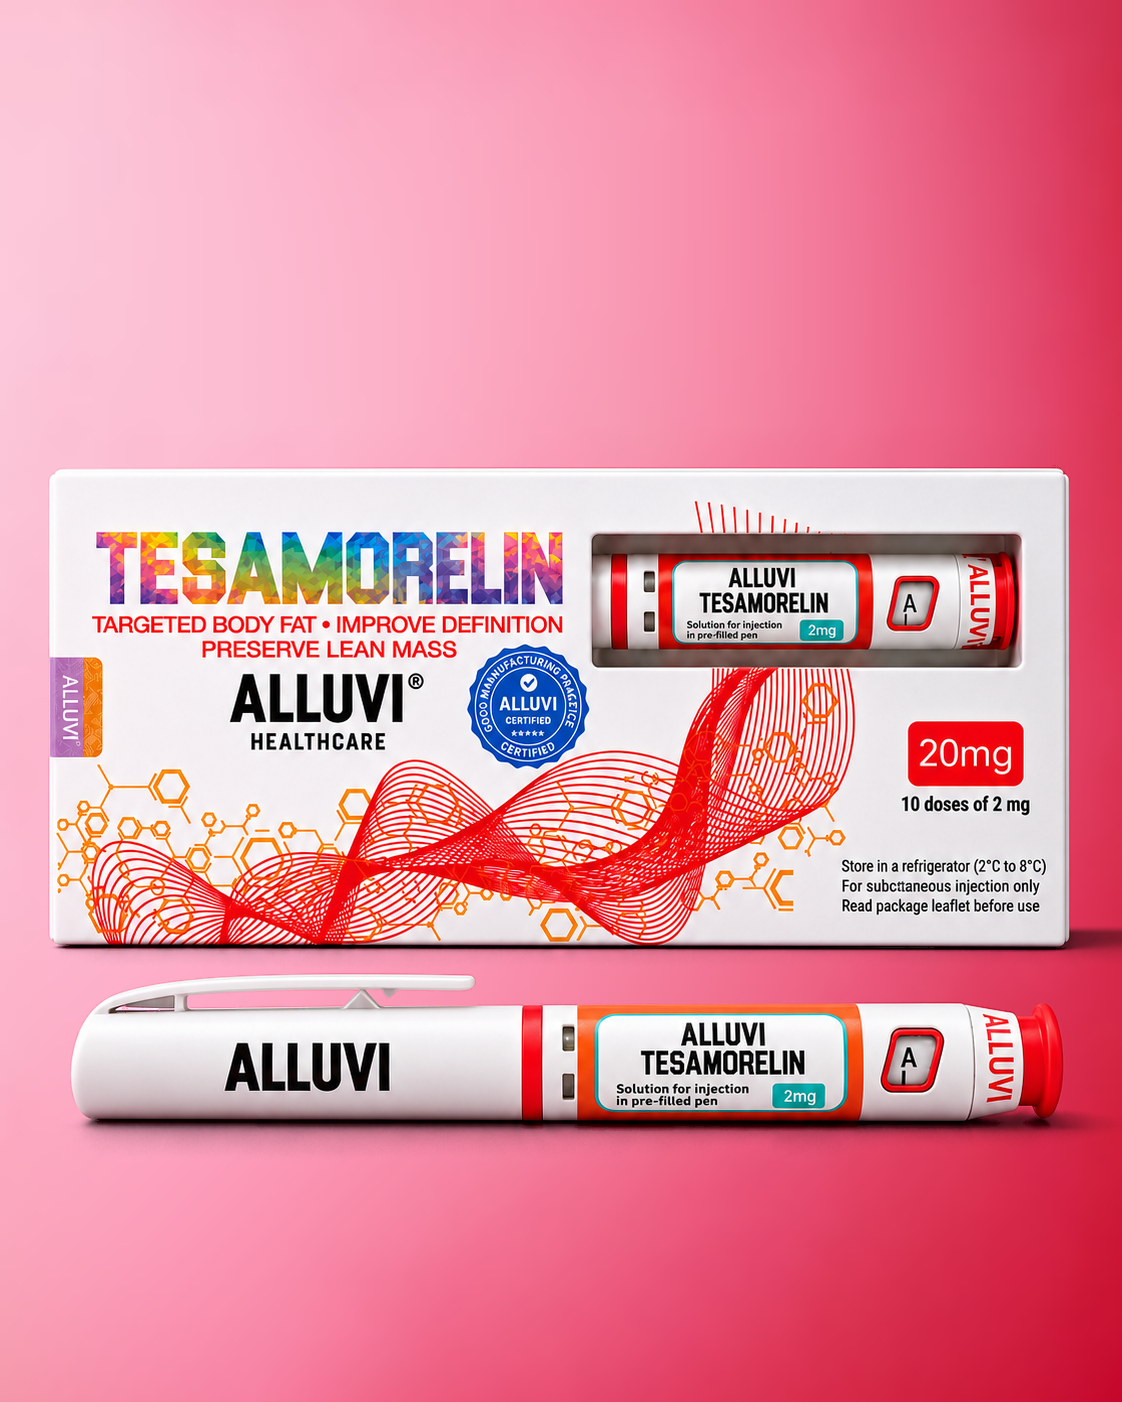 TESAMORELIN
TARGETED BODY FAT • IMPROVE DEFINITION
PRESERVE LEAN MASS
ALLUVI®
HEALTHCARE
ALLUVI
GOOO MANNUFACTURING PRACEICE
ALLUVI
CERTIFIED
★★★★★
CERTIFIED
ALLUVI
TESAMORELIN
Solution for injection
in pre-filled pen
2mg
A
ALLUVI
20mg
10 doses of 2 mg
Store in a refrigerator (2°C to 8°C)
For subcttaneous injection only
Read package leaflet before use
ALLUVI
ALLUVI
TESAMORELIN
Solution for injection
in pre-filled pen
2mg
A
ALLUVI